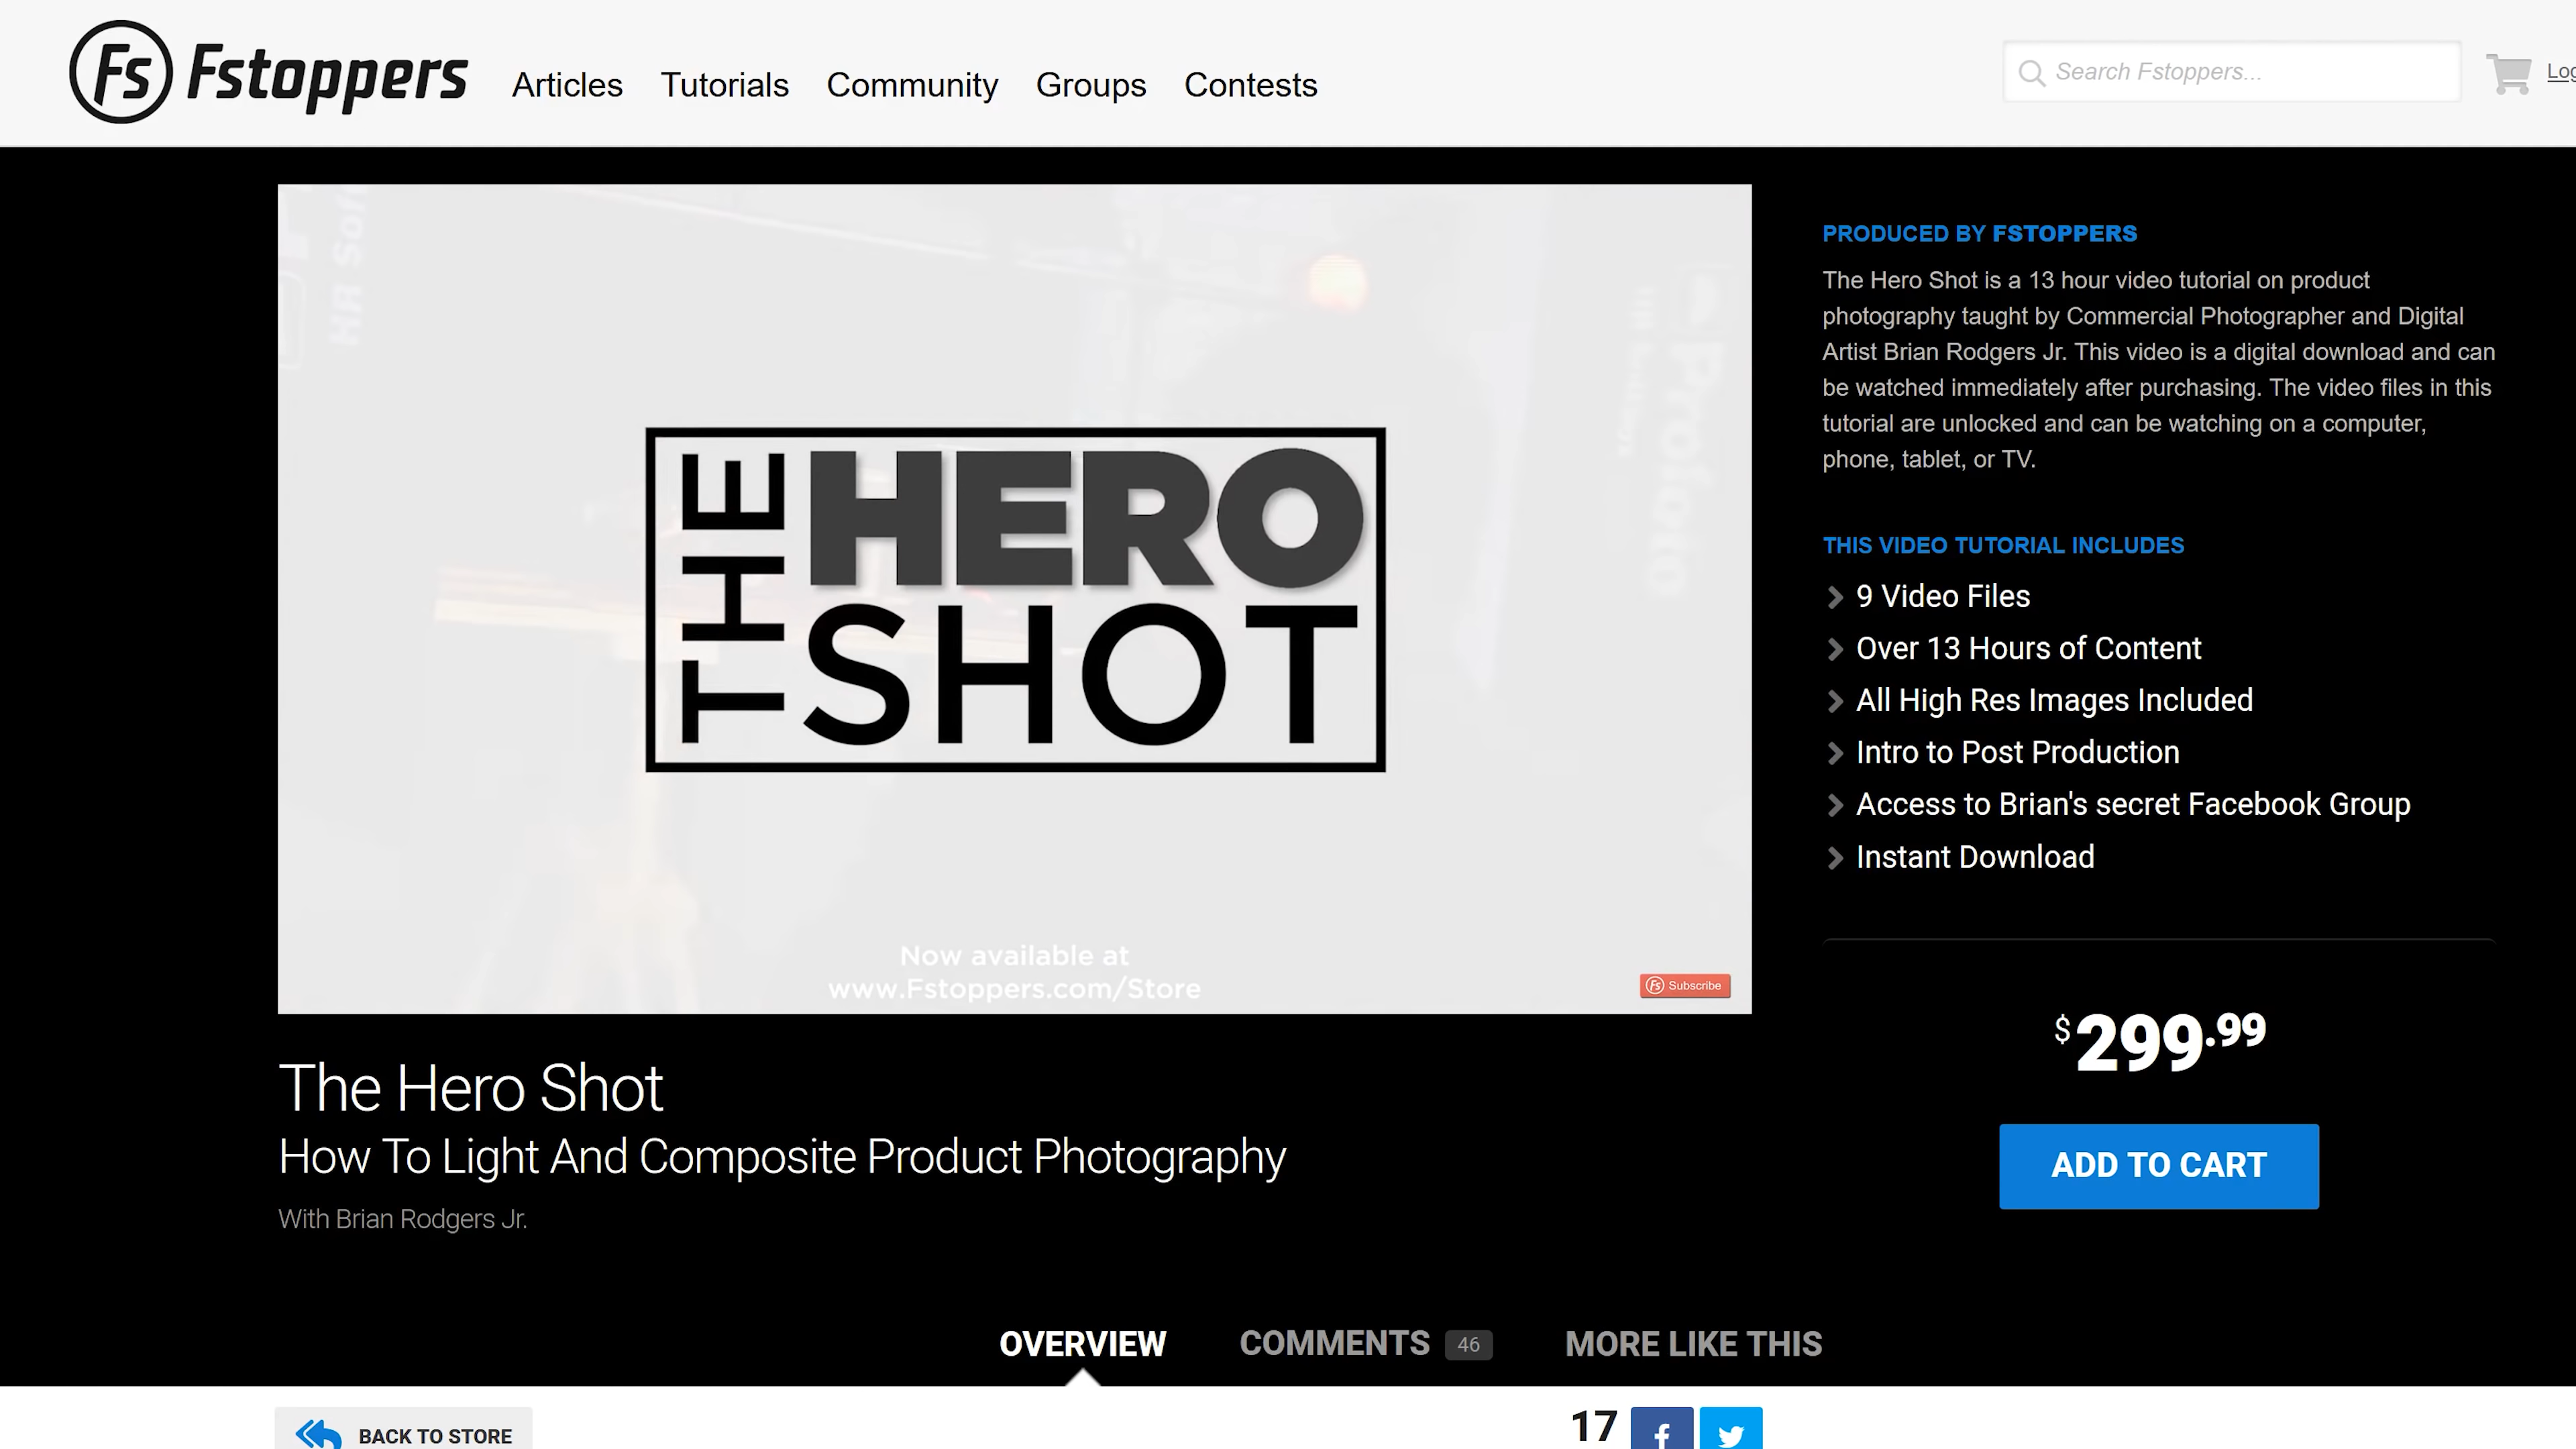 Fs Fstoppers Articles Tutorials Community Groups Contests Search Fstoppers...
THE HERO
SHOT
Now available at
www.Fstoppers.com/Store
Fs Subscribe
PRODUCED BY FSTOPPERS
The Hero Shot is a 13 hour video tutorial on product
photography taught by Commercial Photographer and Digital
Artist Brian Rodgers Jr. This video is a digital download and can
be watched immediately after purchasing. The video files in this
tutorial are unlocked and can be watching on a computer,
phone, tablet, or TV.
THIS VIDEO TUTORIAL INCLUDES
9 Video Files
Over 13 Hours of Content
All High Res Images Included
Intro to Post Production
Access to Brian's secret Facebook Group
Instant Download
$299.99
ADD TO CART
The Hero Shot
How To Light And Composite Product Photography
With Brian Rodgers Jr.
OVERVIEW COMMENTS 46 MORE LIKE THIS
BACK TO STORE 17